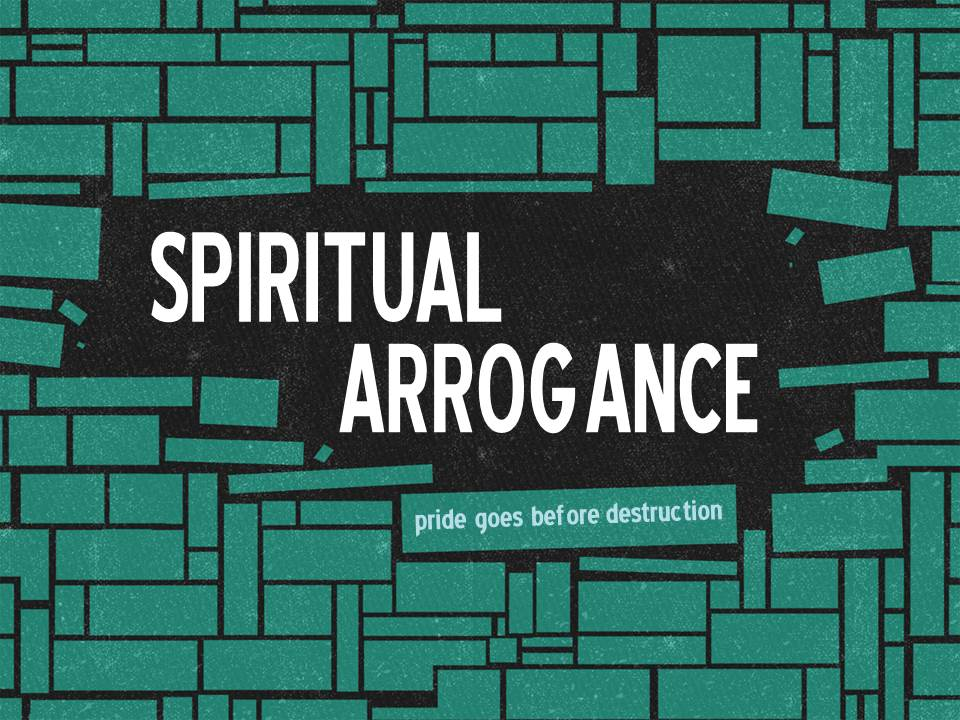 SPIRITUAL
ARROGANCE
pride goes before destruction